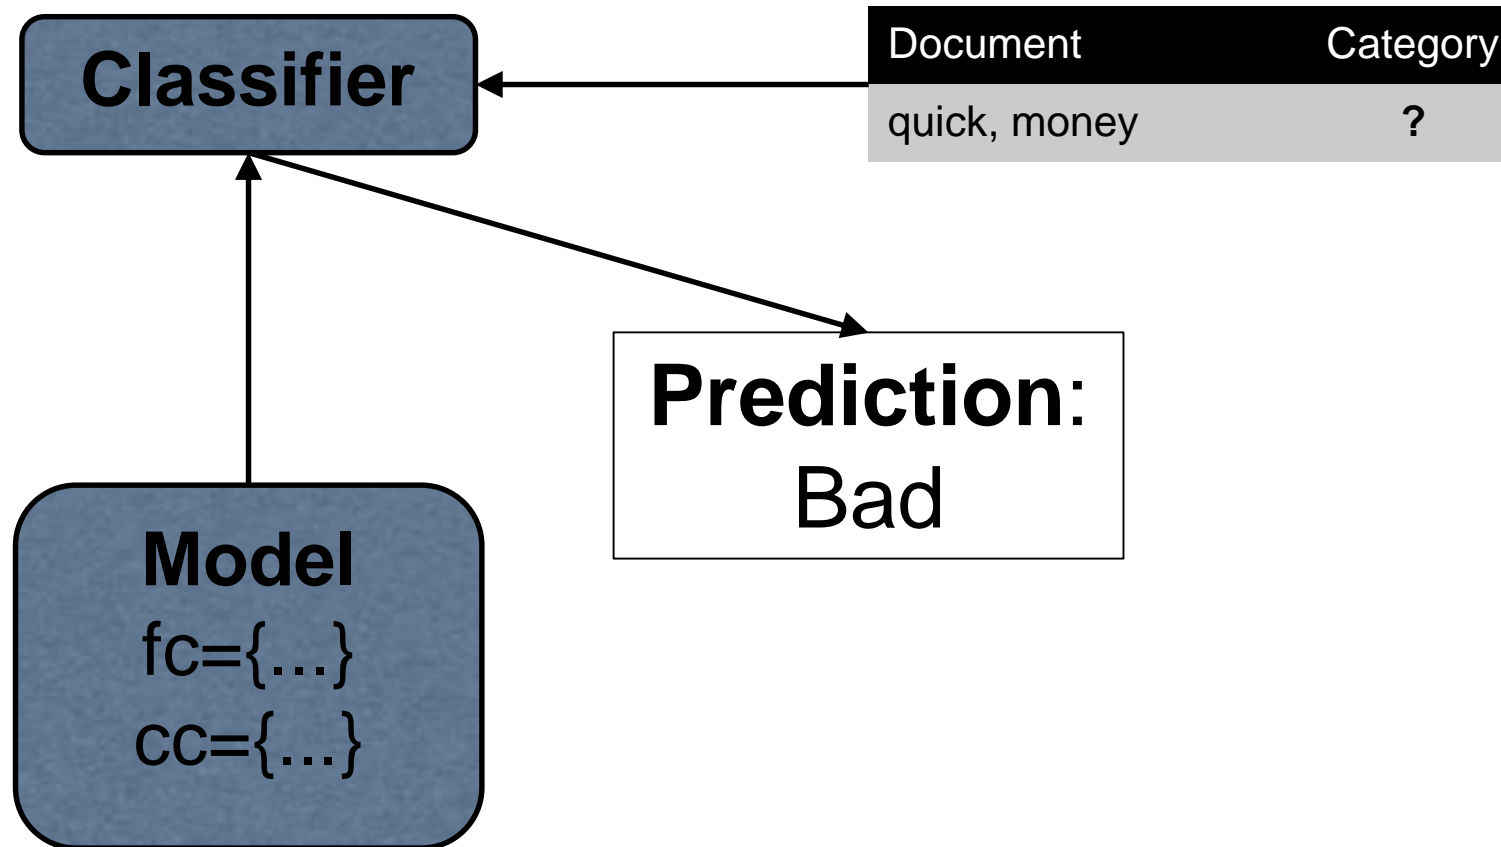 Classifier
Document Category
quick, money ?
Prediction:
Bad
Model
fc={...}
cc={...}